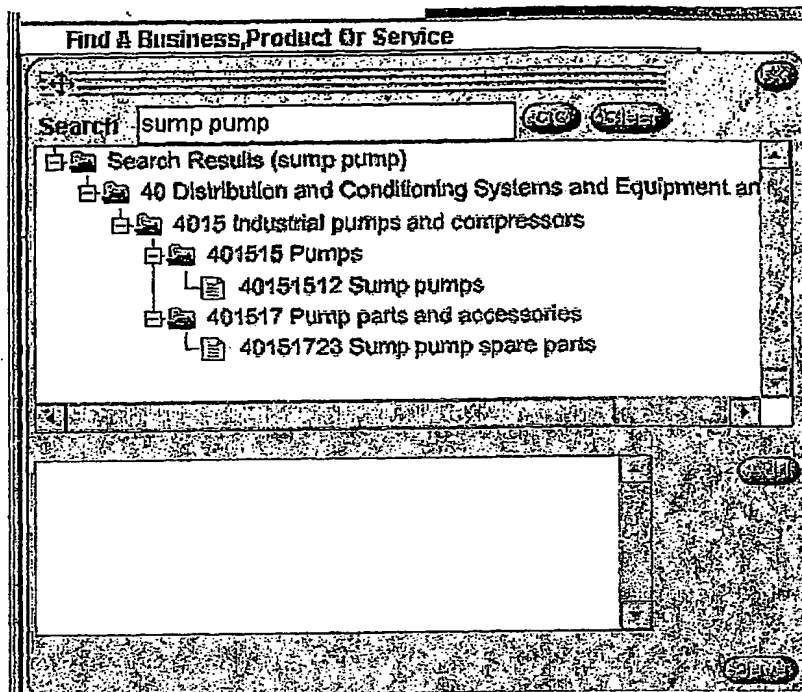 Find A Business,Product Or Service
Search sump pump GO
Search Results (sump pump)
40 Distribution and Conditioning Systems and Equipment an
4015 Industrial pumps and compressors
401515 Pumps
40151512 Sump pumps
401517 Pump parts and accessories
40151723 Sump pump spare parts